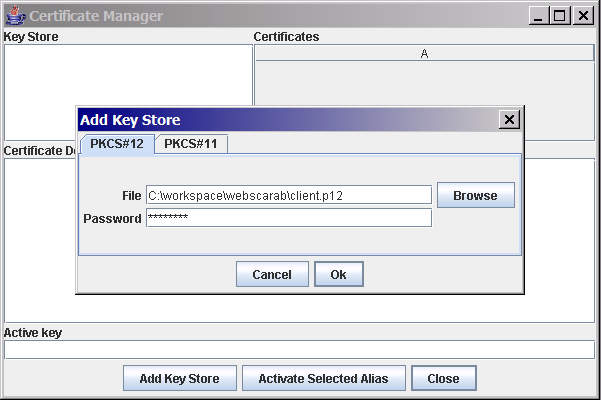 Certificate Manager
Key Store
Certificates
A
Add Key Store
PKCS#12
PKCS#11
Certificate De
File
C:\workspace\webscarab\client.p12
Browse
Password
********
Cancel
Ok
Active key
Add Key Store
Activate Selected Alias
Close